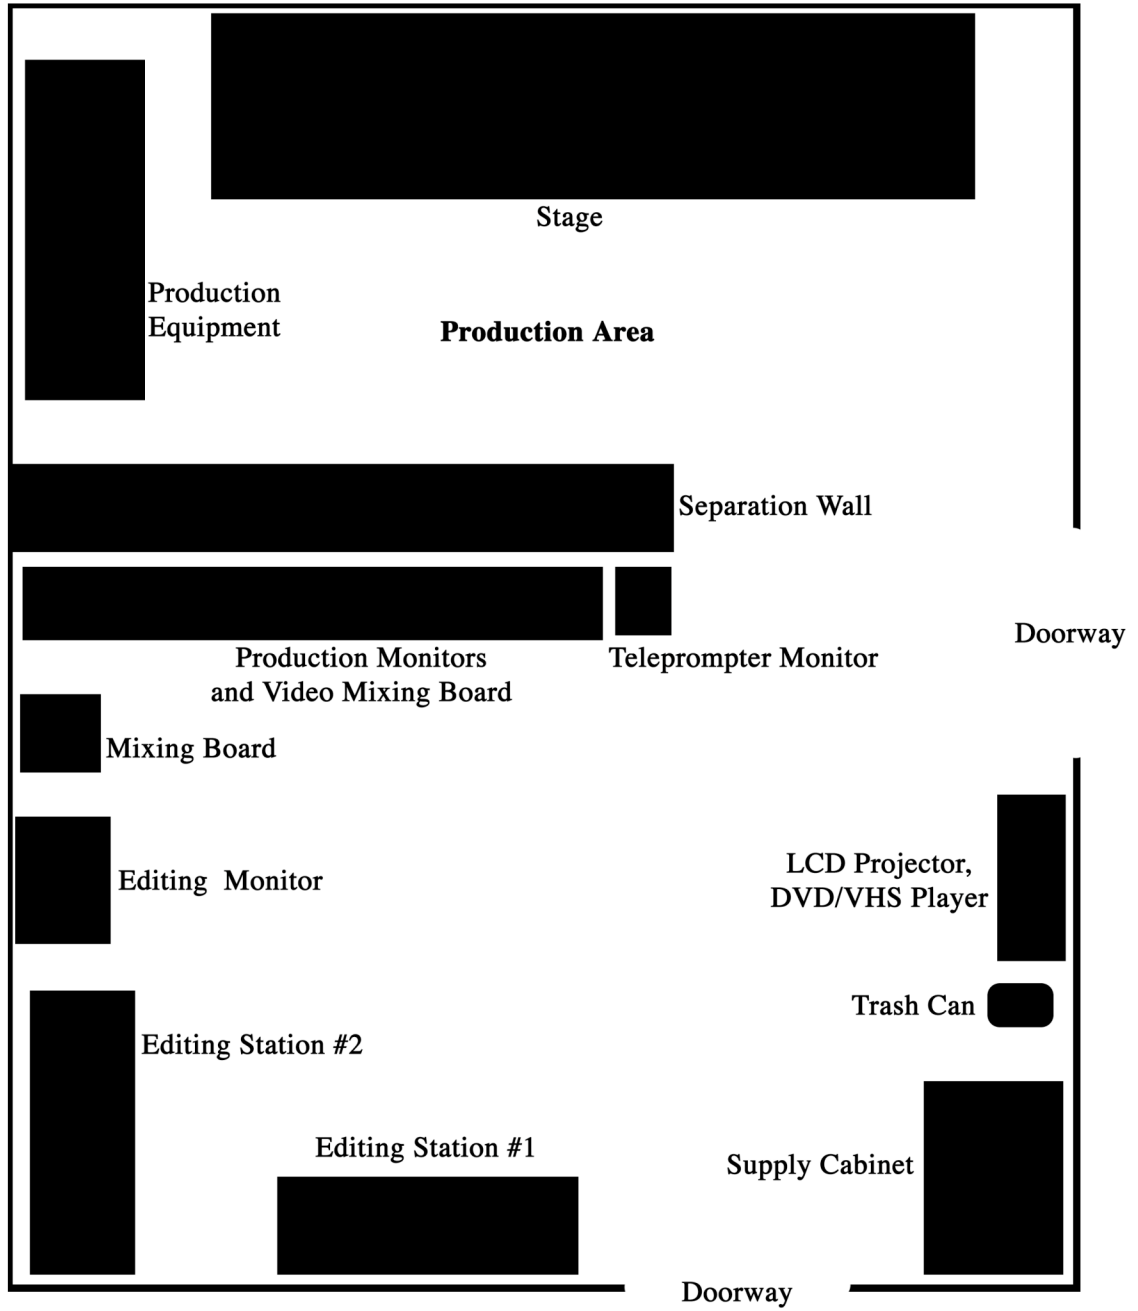 Stage
Production
Equipment
Production Area
Separation Wall
Doorway
Production Monitors
and Video Mixing Board
Teleprompter Monitor
Mixing Board
Editing  Monitor
LCD Projector,
DVD/VHS Player
Trash Can
Editing Station #2
Editing Station #1
Supply Cabinet
Doorway